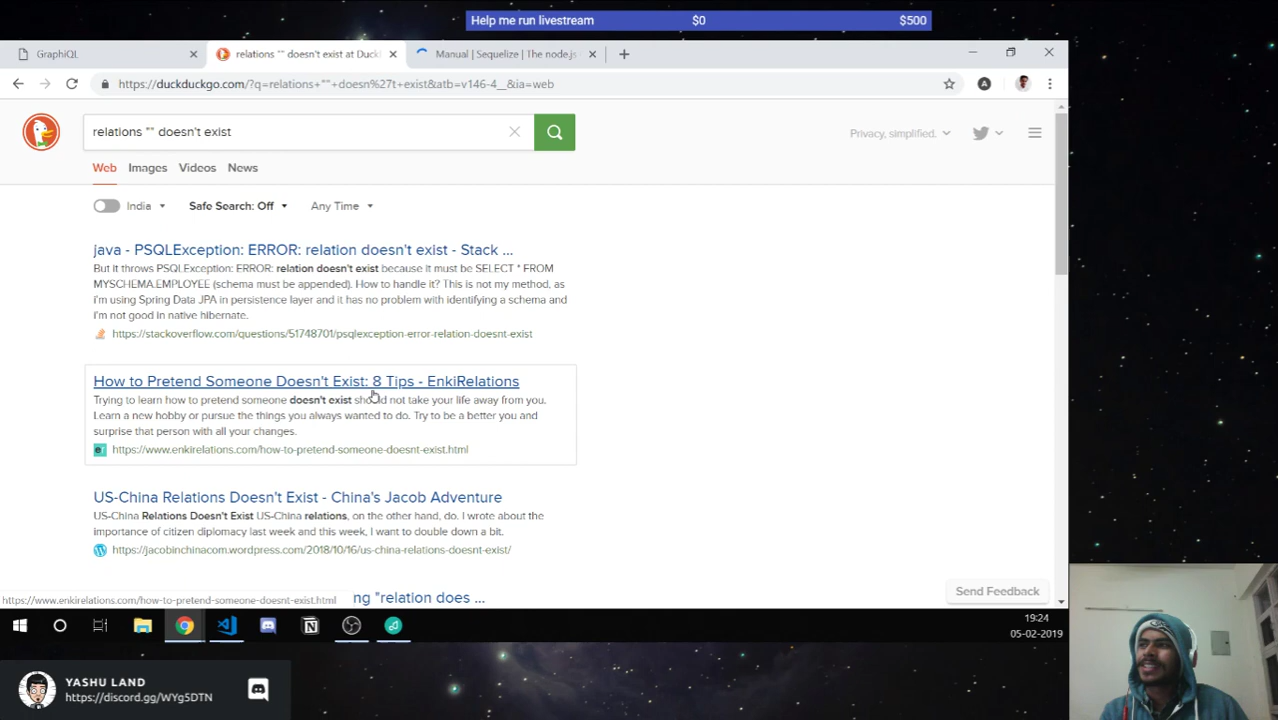 Help me run livestream $0 $500
GraphiQL
relations "" doesn't exist at Duck
Manual | Sequelize | The node.js
https://duckduckgo.com/?q=relations+""+doesn%27t+exist&atb=v146-4__&ia=web
A
relations "" doesn't exist
Privacy, simplified.
Web Images Videos News
India Safe Search: Off Any Time
java - PSQLException: ERROR: relation doesn't exist - Stack ...
But it throws PSQLException: ERROR: relation doesn't exist because it must be SELECT * FROM
MYSCHEMA.EMPLOYEE (schema must be appended). How to handle it? This is not my method, as
i'm using Spring Data JPA in persistence layer and it has no problem with identifying a schema and
i'm not good in native hibernate.
https://stackoverflow.com/questions/51748701/psqlexception-error-relation-doesnt-exist
How to Pretend Someone Doesn't Exist: 8 Tips - EnkiRelations
Trying to learn how to pretend someone doesn't exist should not take your life away from you.
Learn a new hobby or pursue the things you always wanted to do. Try to be a better you and
surprise that person with all your changes.
https://www.enkirelations.com/how-to-pretend-someone-doesnt-exist.html
US-China Relations Doesn't Exist - China's Jacob Adventure
US-China Relations Doesn't Exist US-China relations, on the other hand, do. I wrote about the
importance of citizen diplomacy last week and this week, I want to double down a bit.
https://jacobinchinacom.wordpress.com/2018/10/16/us-china-relations-doesnt-exist/
Send Feedback
https://www.enkirelations.com/how-to-pretend-someone-doesnt-exist.html
ng "relation does ...
19:24
05-02-2019
YASHU LAND
https://discord.gg/WYg5DTN